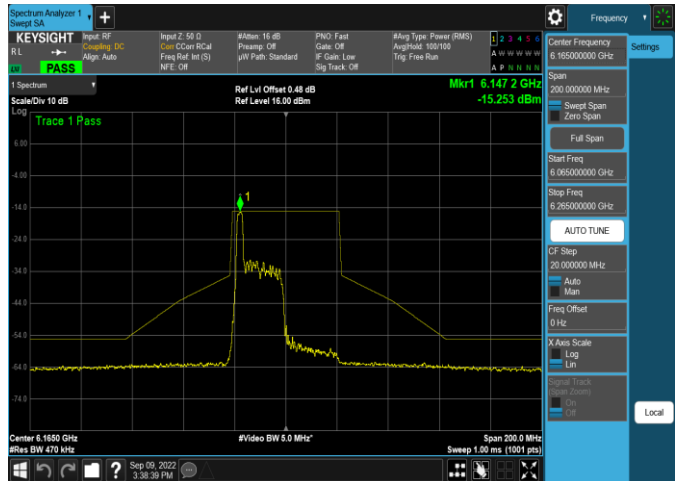 Spectrum Analyzer 1
Swept SA
Frequency
KEYSIGHT
RL
PASS
Input: RF
Coupling: DC
Align: Auto
Input Z: 50 Ω
Corr CCorr RCal
Freq Ref: Int (S)
NFE: Off
#Atten: 16 dB
Preamp: Off
µW Path: Standard
PNO: Fast
Gate: Off
IF Gain: Low
Sig Track: Off
#Avg Type: Power (RMS)
Avg|Hold: 100/100
Trig: Free Run
1 2 3 4 5 6
A W W W W W
A P N N N N
1 Spectrum
Scale/Div 10 dB
Log
Ref Lvl Offset 0.48 dB
Ref Level 16.00 dBm
Mkr1 6.147 2 GHz
-15.253 dBm
Trace 1 Pass
6.00
-4.00
-14.0
-24.0
-34.0
-44.0
-54.0
-64.0
-74.0
1
Center 6.1650 GHz
#Res BW 470 kHz
#Video BW 5.0 MHz*
Span 200.0 MHz
Sweep 1.00 ms (1001 pts)
Sep 09, 2022
3:38:39 PM
Center Frequency
6.165000000 GHz
Settings
Span
200.000000 MHz
Swept Span
Zero Span
Full Span
Start Freq
6.065000000 GHz
Stop Freq
6.265000000 GHz
AUTO TUNE
CF Step
20.000000 MHz
Auto
Man
Freq Offset
0 Hz
X Axis Scale
Log
Lin
Signal Track
(Span Zoom)
On
Off
Local